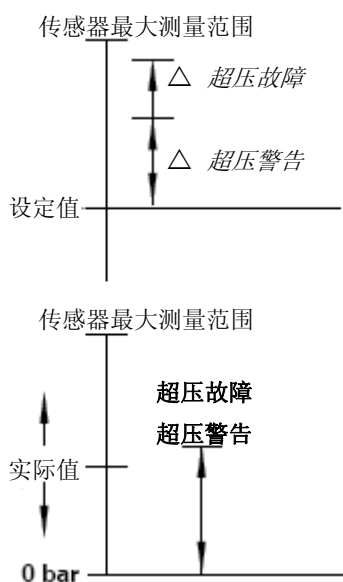 传感器最大测量范围
△ 超压故障
△ 超压警告
设定值
传感器最大测量范围
超压故障
超压警告
实际值
0 bar